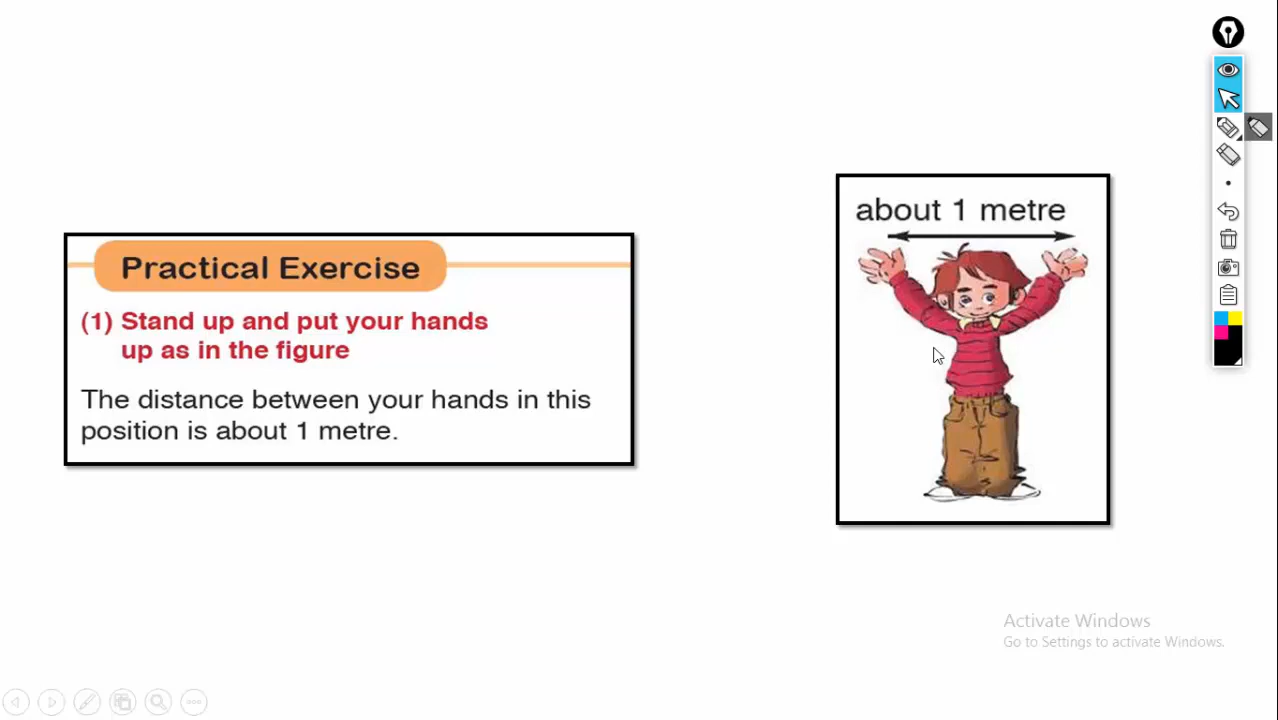 about 1 metre
Practical Exercise
(1) Stand up and put your hands
up as in the figure
The distance between your hands in this
position is about 1 metre.
Activate Windows
Go to Settings to activate Windows.